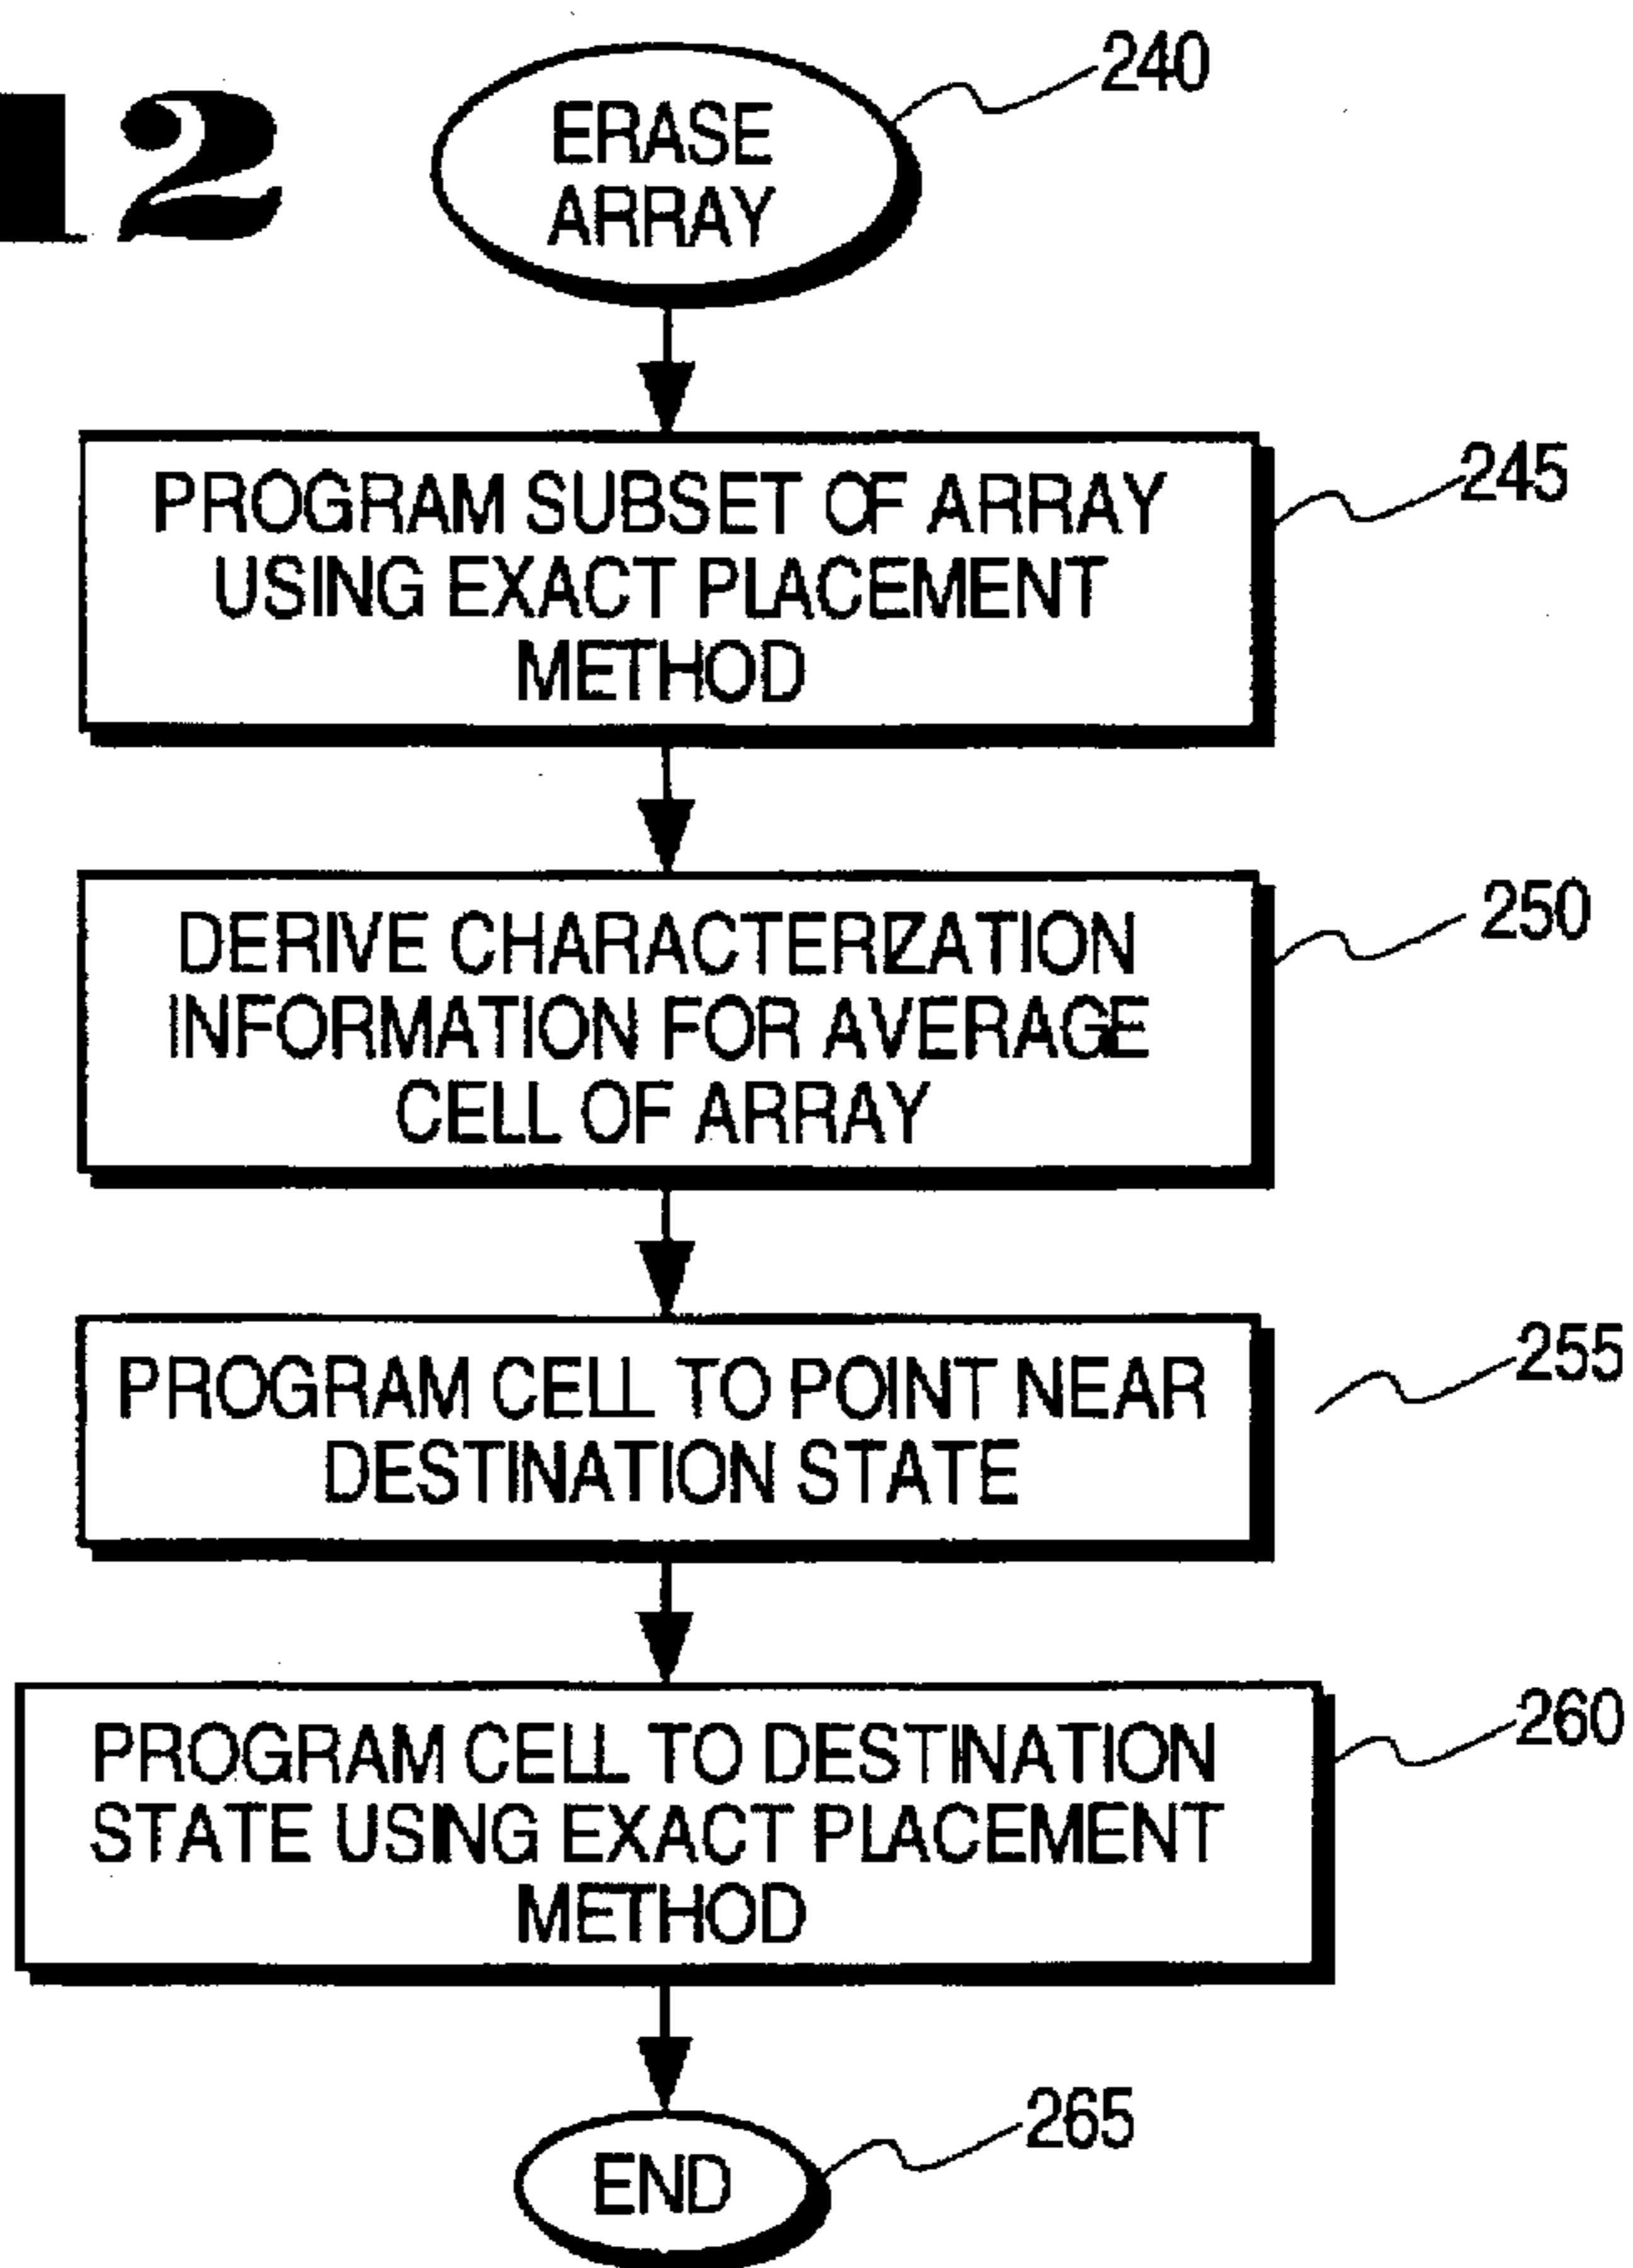 12
240
ERASE
ARRAY
245
PROGRAM SUBSET OF ARRAY
USING EXACT PLACEMENT
METHOD
250
DERIVE CHARACTERIZATION
INFORMATION FOR AVERAGE
CELL OF ARRAY
255
PROGRAM CELL TO POINT NEAR
DESTINATION STATE
260
PROGRAM CELL TO DESTINATION
STATE USING EXACT PLACEMENT
METHOD
265
END